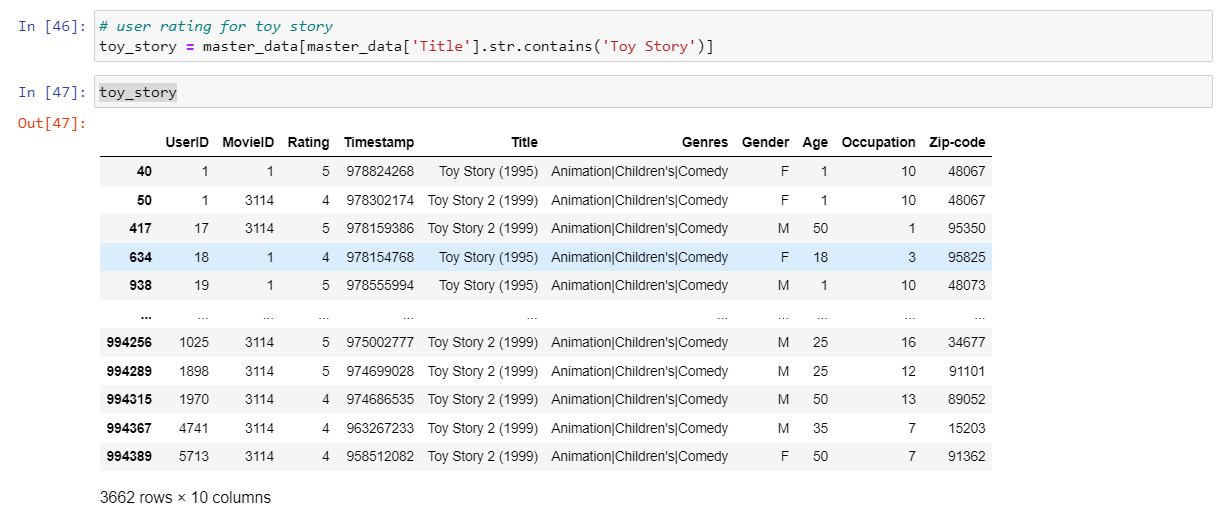 In [46]: # user rating for toy story
toy_story = master_data[master_data['Title'].str.contains('Toy Story')]
In [47]: toy_story
Out[47]:
UserID MovieID Rating Timestamp Title Genres Gender Age Occupation Zip-code
40 1 1 5 978824268 Toy Story (1995) Animation|Children's|Comedy F 1 10 48067
50 1 3114 4 978302174 Toy Story 2 (1999) Animation|Children's|Comedy F 1 10 48067
417 17 3114 5 978159386 Toy Story 2 (1999) Animation|Children's|Comedy M 50 1 95350
634 18 1 4 978154768 Toy Story (1995) Animation|Children's|Comedy F 18 3 95825
938 19 1 5 978555994 Toy Story (1995) Animation|Children's|Comedy M 1 10 48073
... ... ... ... ... ... ... ... ... ... ...
994256 1025 3114 5 975002777 Toy Story 2 (1999) Animation|Children's|Comedy M 25 16 34677
994289 1898 3114 5 974699028 Toy Story 2 (1999) Animation|Children's|Comedy M 25 12 91101
994315 1970 3114 4 974686535 Toy Story 2 (1999) Animation|Children's|Comedy M 50 13 89052
994367 4741 3114 4 963267233 Toy Story 2 (1999) Animation|Children's|Comedy M 35 7 15203
994389 5713 3114 4 958512082 Toy Story 2 (1999) Animation|Children's|Comedy F 50 7 91362
3662 rows × 10 columns